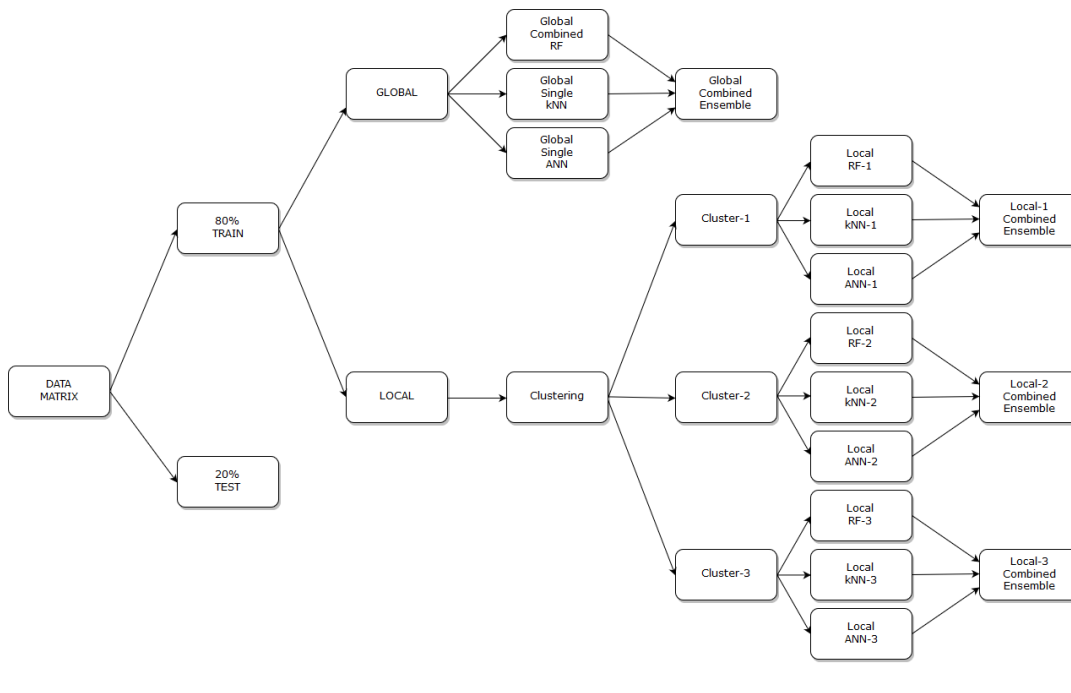 Global
Combined
RF
GLOBAL
Global
Single
kNN
Global
Combined
Ensemble
Global
Single
ANN
Local
RF-1
80%
TRAIN
Cluster-1
Local
kNN-1
Local-1
Combined
Ensemble
Local
ANN-1
Local
RF-2
DATA
MATRIX
LOCAL
Clustering
Cluster-2
Local
kNN-2
Local-2
Combined
Ensemble
Local
ANN-2
20%
TEST
Local
RF-3
Cluster-3
Local
kNN-3
Local-3
Combined
Ensemble
Local
ANN-3